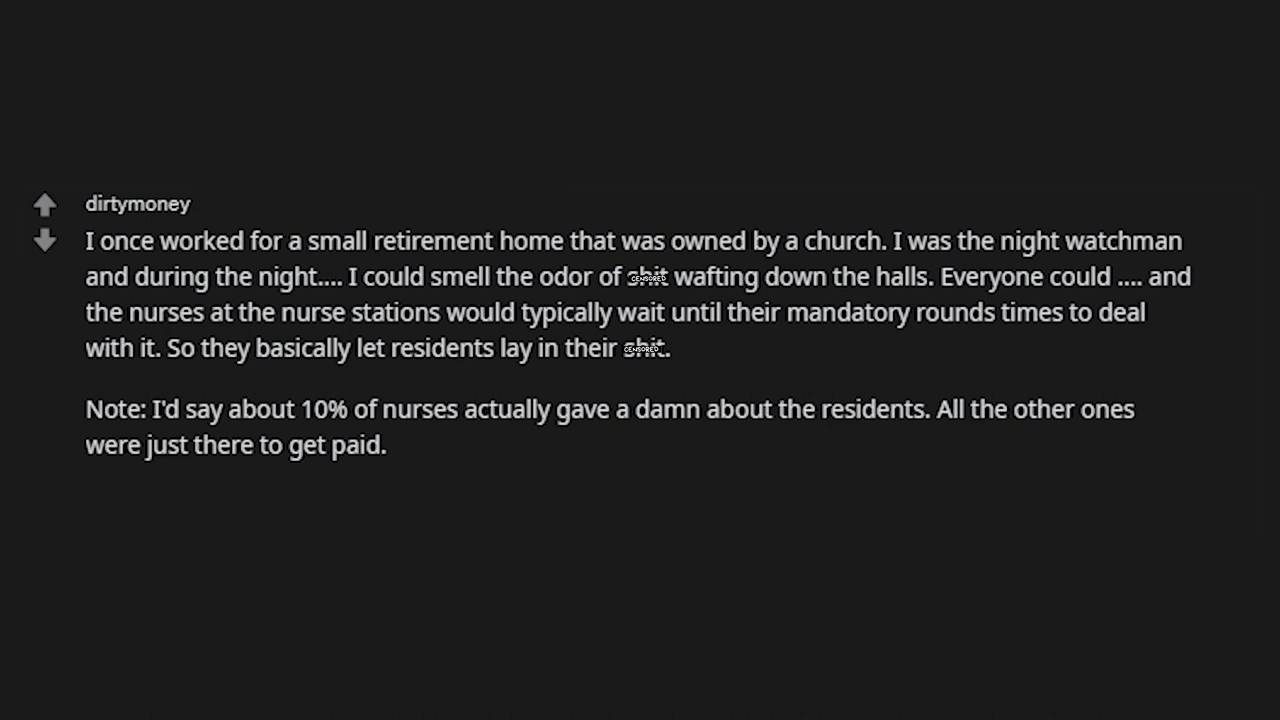 dirtymoney
I once worked for a small retirement home that was owned by a church. I was the night watchman
and during the night.... I could smell the odor of shit wafting down the halls. Everyone could .... and
the nurses at the nurse stations would typically wait until their mandatory rounds times to deal
with it. So they basically let residents lay in their shit.
Note: I'd say about 10% of nurses actually gave a damn about the residents. All the other ones
were just there to get paid.